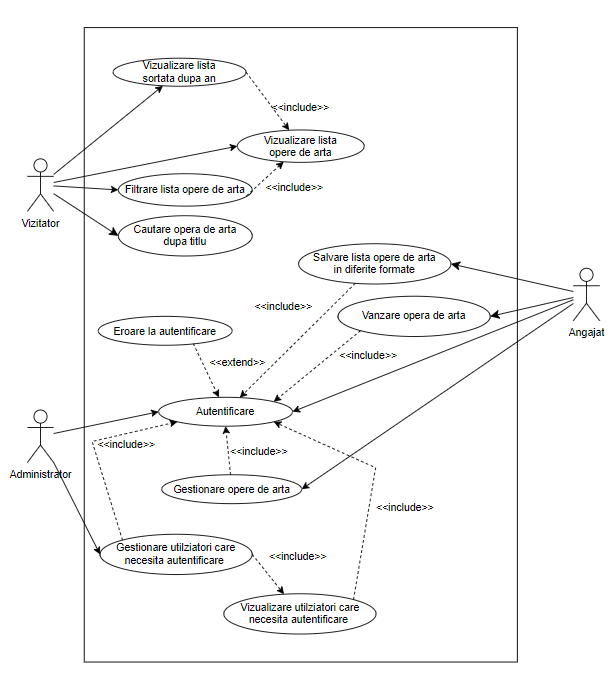 Vizualizare lista
sortata dupa an
<<include>>
Vizualizare lista
opere de arta
Filtrare lista opere de arta
<<include>>
Vizitator
Cautare opera de arta
dupa titlu
Salvare lista opere de arta
in diferite formate
<<include>>
Vanzare opera de arta
Angajat
Eroare la autentificare
<<include>>
<<extend>>
Autentificare
<<include>>
<<include>>
Administrator
Gestionare opere de arta
<<include>>
Gestionare utilziatori care
necesita autentificare
<<include>>
Vizualizare utilziatori care
necesita autentificare